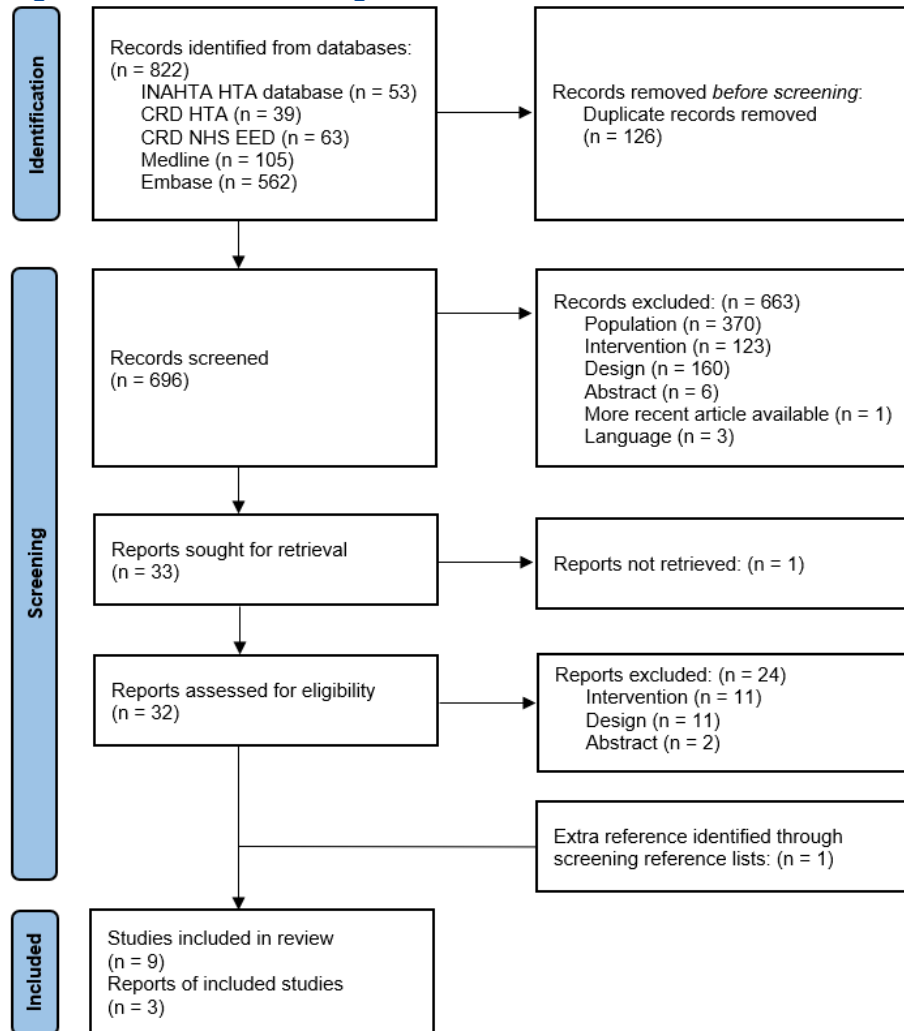 Identification
Records identified from databases:
(n = 822)
INAHTA HTA database (n = 53)
CRD HTA (n = 39)
CRD NHS EED (n = 63)
Medline (n = 105)
Embase (n = 562)
Records removed before screening:
Duplicate records removed
(n = 126)
Screening
Records screened
(n = 696)
Records excluded: (n = 663)
Population (n = 370)
Intervention (n = 123)
Design (n = 160)
Abstract (n = 6)
More recent article available (n = 1)
Language (n = 3)
Reports sought for retrieval
(n = 33)
Reports not retrieved: (n = 1)
Reports assessed for eligibility
(n = 32)
Reports excluded: (n = 24)
Intervention (n = 11)
Design (n = 11)
Abstract (n = 2)
Extra reference identified through
screening reference lists: (n = 1)
Included
Studies included in review
(n = 9)
Reports of included studies
(n = 3)